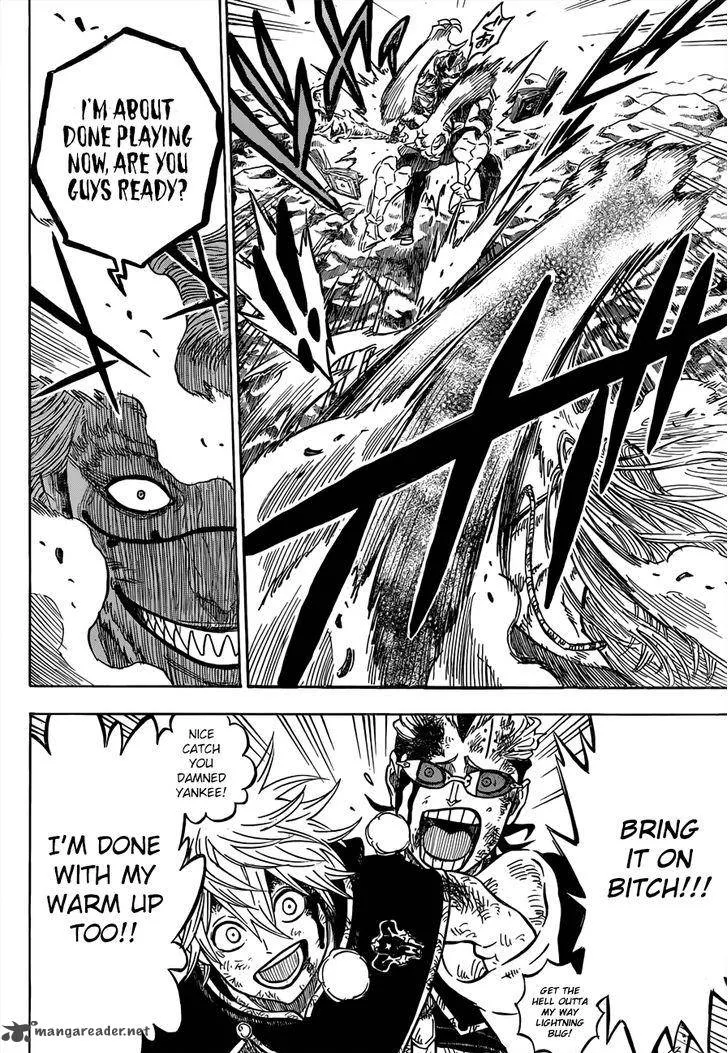 I'M ABOUT
DONE PLAYING
NOW, ARE YOU
GUYS READY?
BRING
IT ON
BITCH!!!
GET THE
HELL OUTTA
MY WAY
LIGHTNING
BUG!
NICE
CATCH
YOU
DAMNED
YANKEE!
I'M DONE
WITH MY
WARM UP
TOO!!
mangareader.net